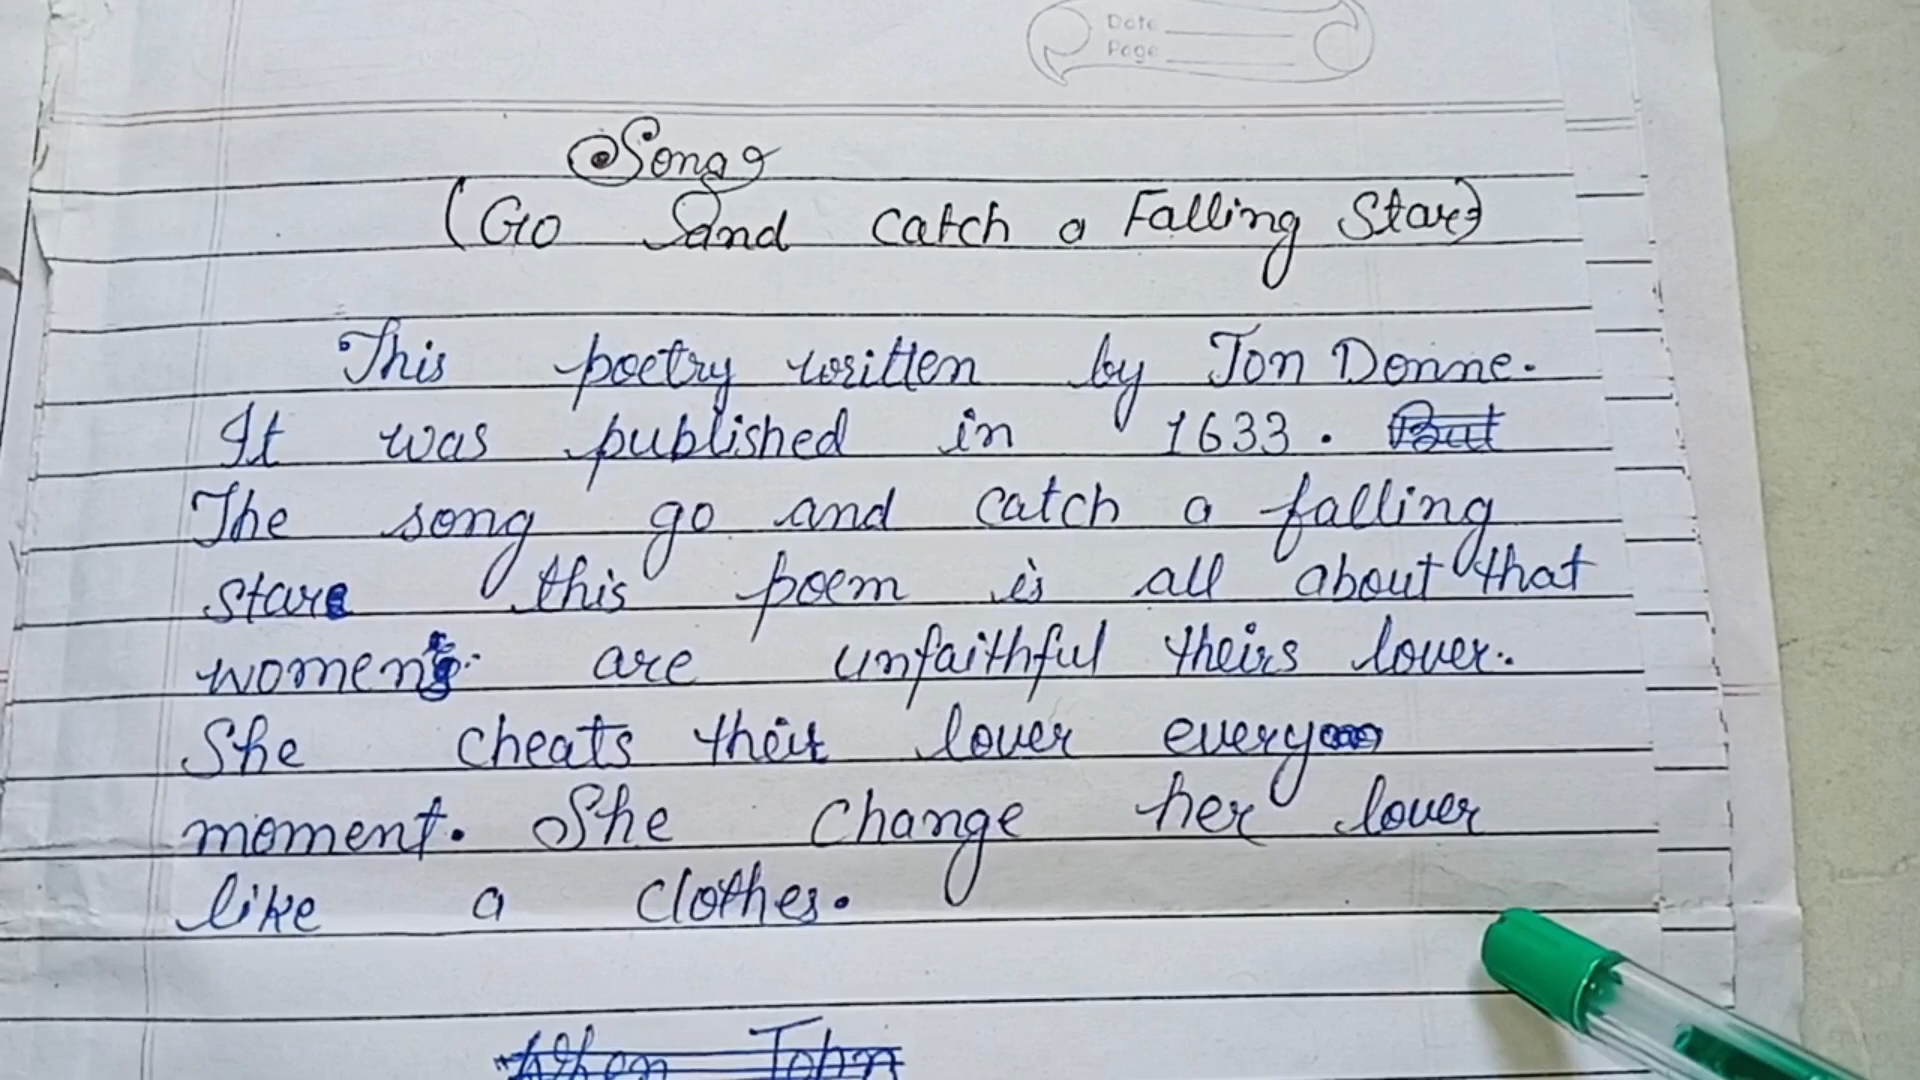 Date
Page
Song
(Go and catch a Falling Star)
This poetry written by Jon Donne.
It was published in 1633. But
The song go and catch a falling
star this poem is all about that
women's are unfaithful theirs lover..
She cheats their lover every
moment. She change her lover
like a clothes.
When John